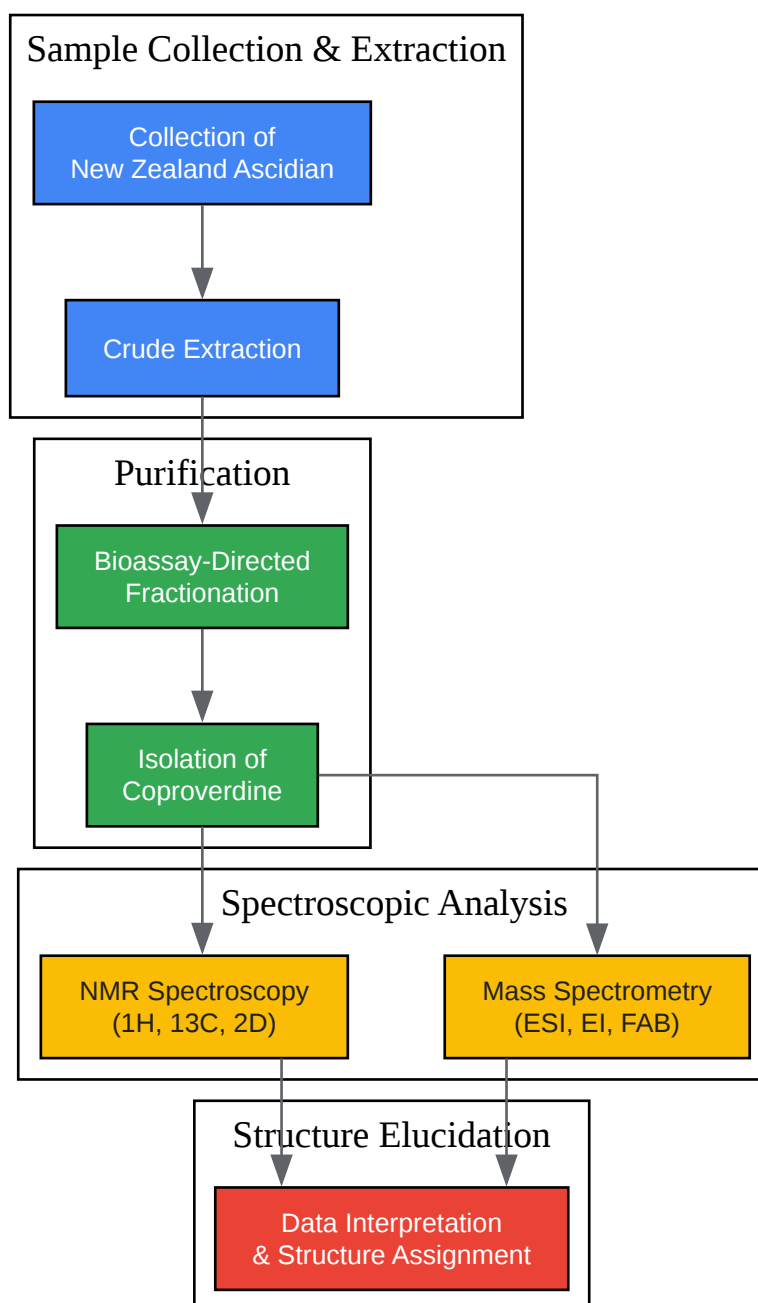 Sample Collection & Extraction
Collection of
New Zealand Ascidian
Crude Extraction
Purification
Bioassay-Directed
Fractionation
Isolation of
Coproverdine
Spectroscopic Analysis
NMR Spectroscopy
(1H, 13C, 2D)
Mass Spectrometry
(ESI, EI, FAB)
Structure Elucidation
Data Interpretation
& Structure Assignment